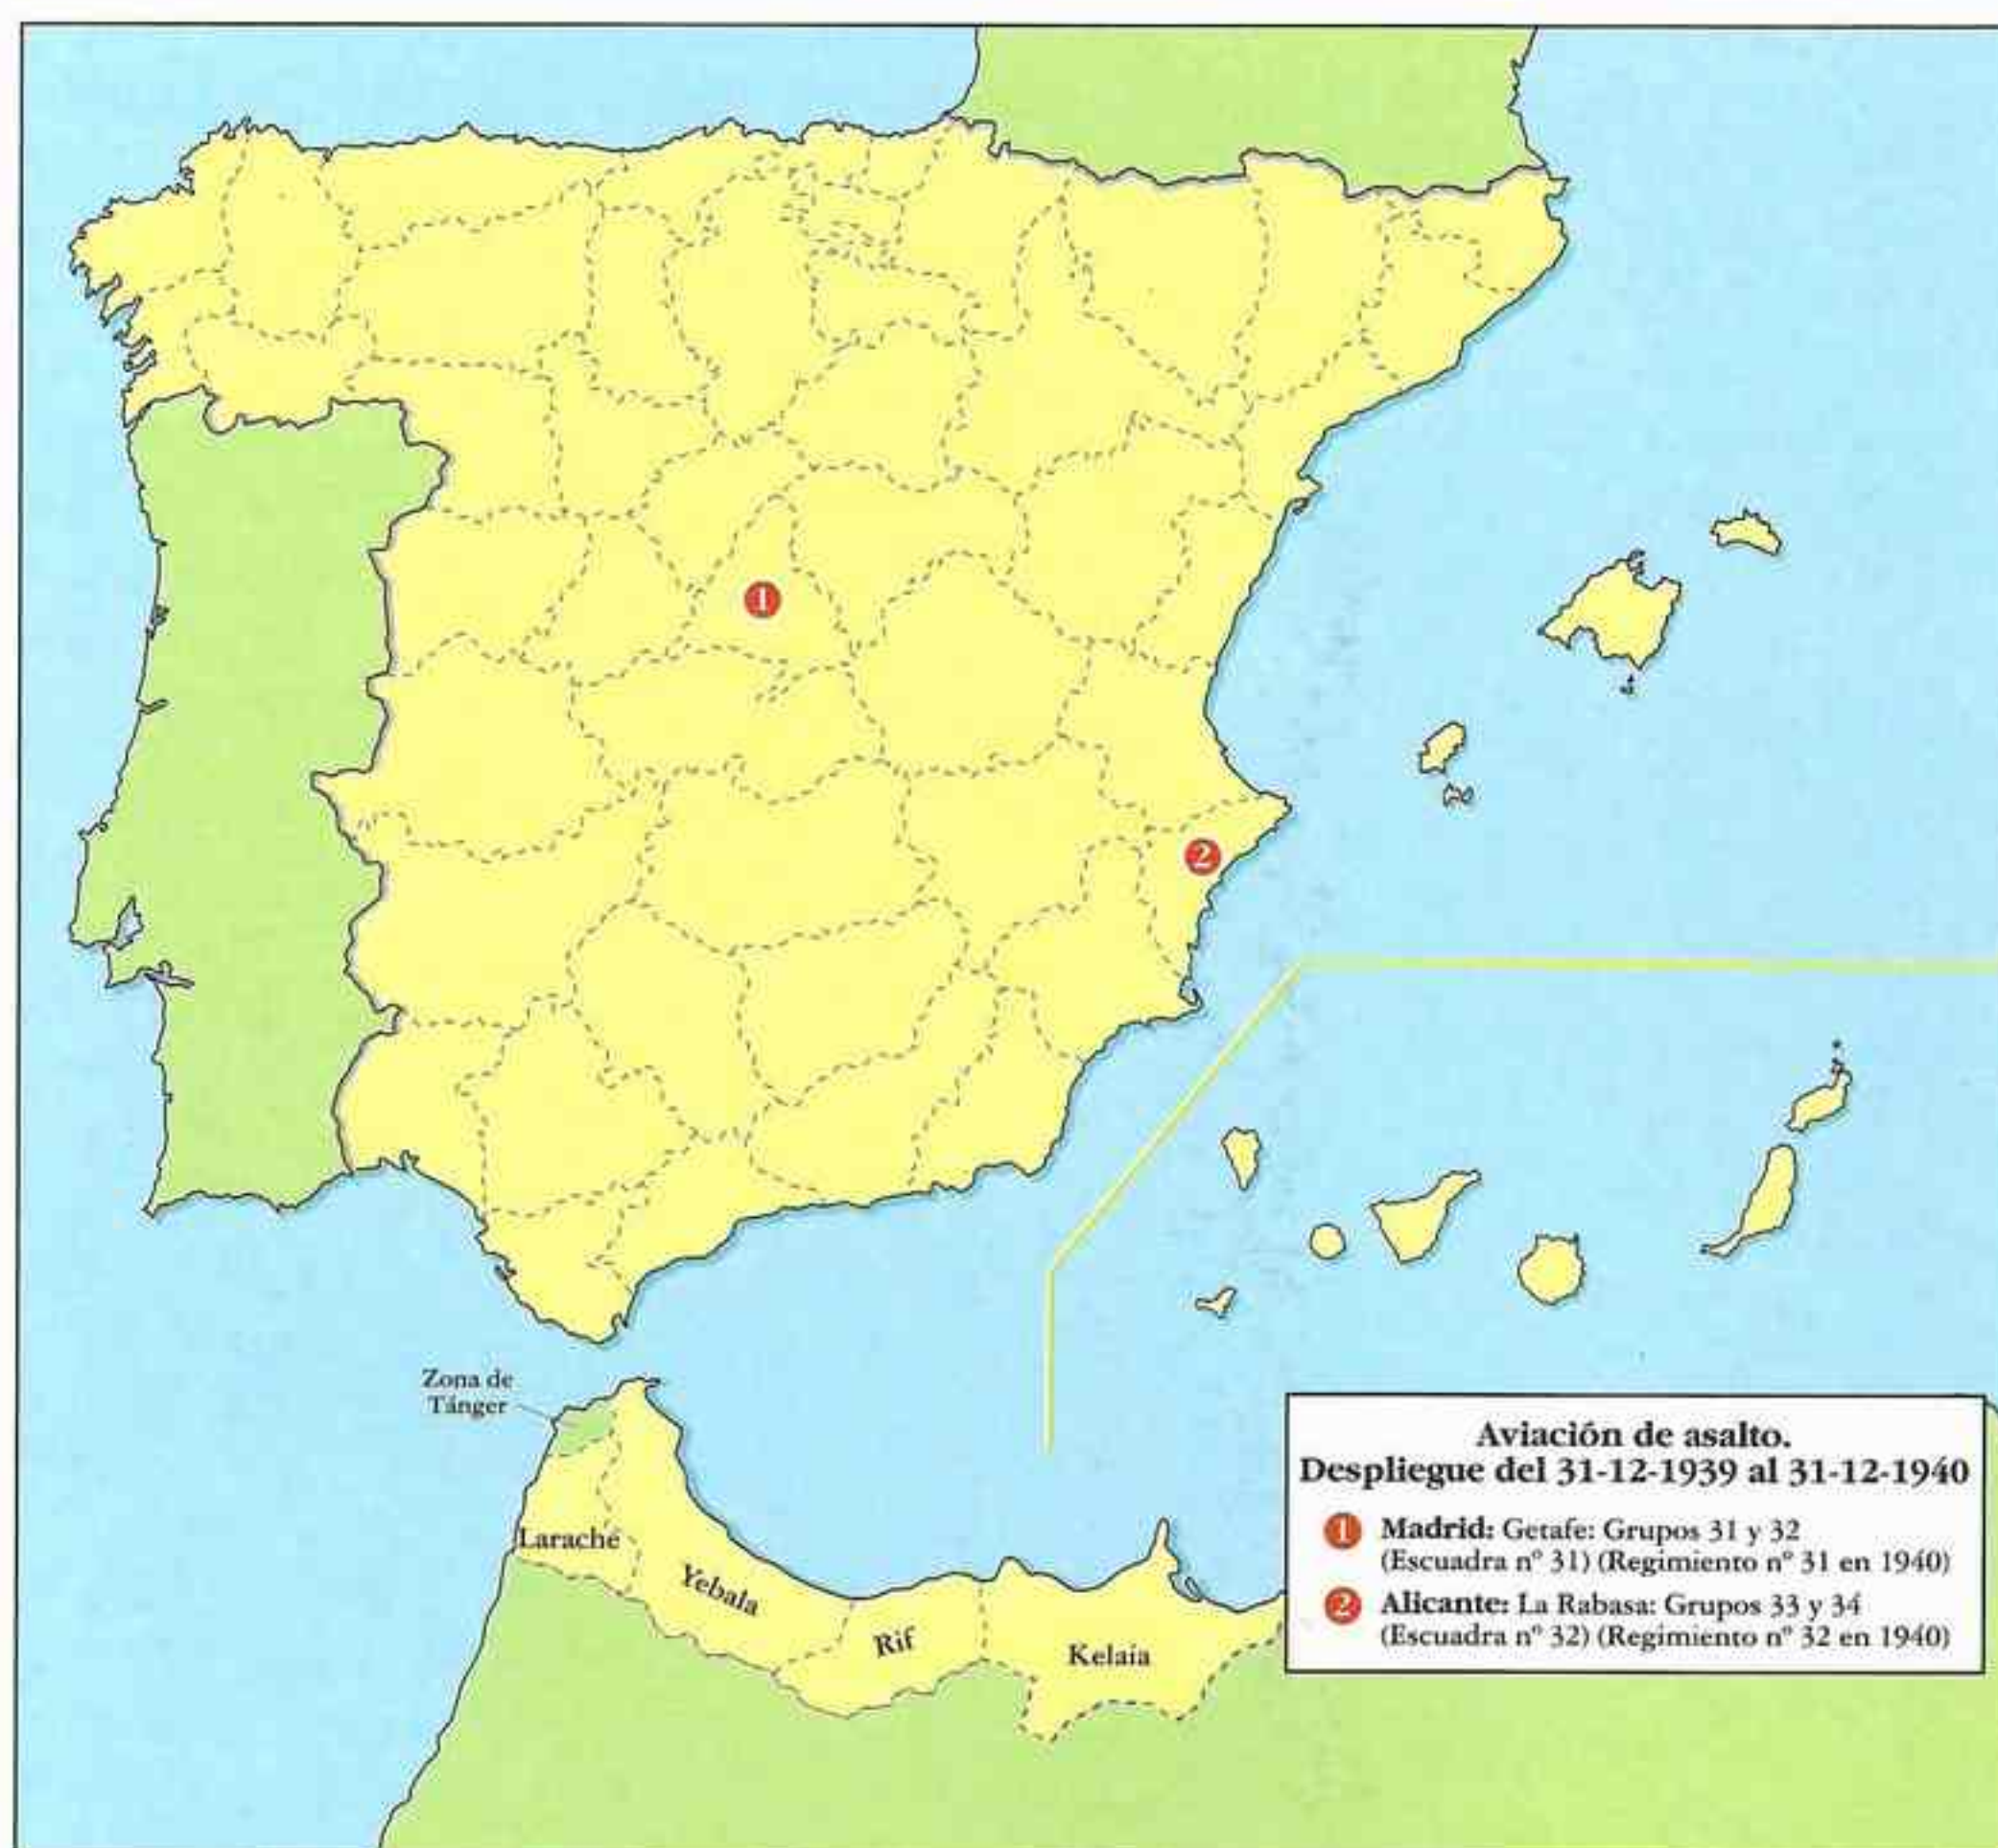 1
2
Zona de
Tánger
Larache
Yebala
Rif
Kelaia
Aviación de asalto.
Despliegue del 31-12-1939 al 31-12-1940
1 Madrid: Getafe: Grupos 31 y 32
(Escuadra nº 31) (Regimiento nº 31 en 1940)
2 Alicante: La Rabasa: Grupos 33 y 34
(Escuadra nº 32) (Regimiento nº 32 en 1940)